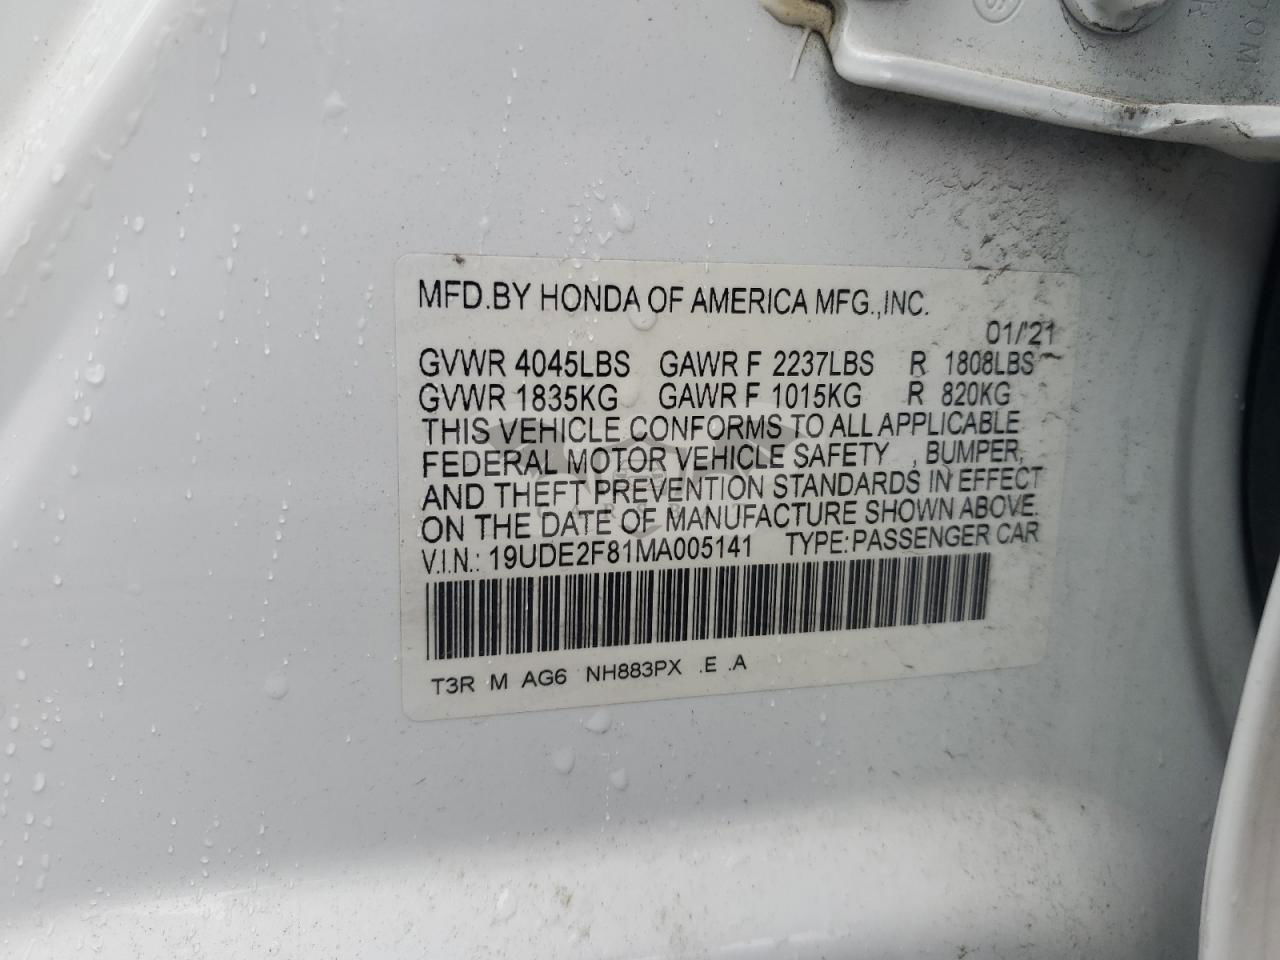 MFD.BY HONDA OF AMERICA MFG.,INC.
01/'21
GVWR 4045LBS GAWR F 2237LBS R 1808LBS
GVWR 1835KG GAWR F 1015KG R 820KG
THIS VEHICLE CONFORMS TO ALL APPLICABLE
FEDERAL MOTOR VEHICLE SAFETY , BUMPER,
AND THEFT PREVENTION STANDARDS IN EFFECT
ON THE DATE OF MANUFACTURE SHOWN ABOVE.
V.I.N.: 19UDE2F81MA005141 TYPE:PASSENGER CAR
T3R M AG6 NH883PX .E .A